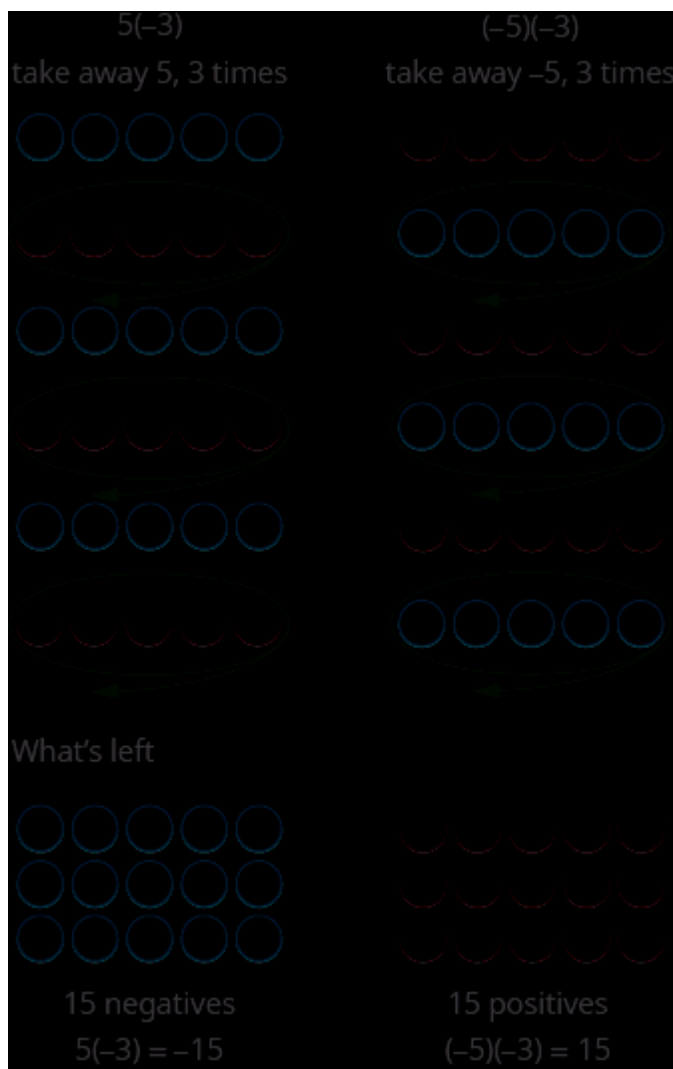 5(–3)
take away 5, 3 times
What's left
15 negatives
5(–3) = –15
(–5)(–3)
take away –5, 3 times
15 positives
(–5)(–3) = 15